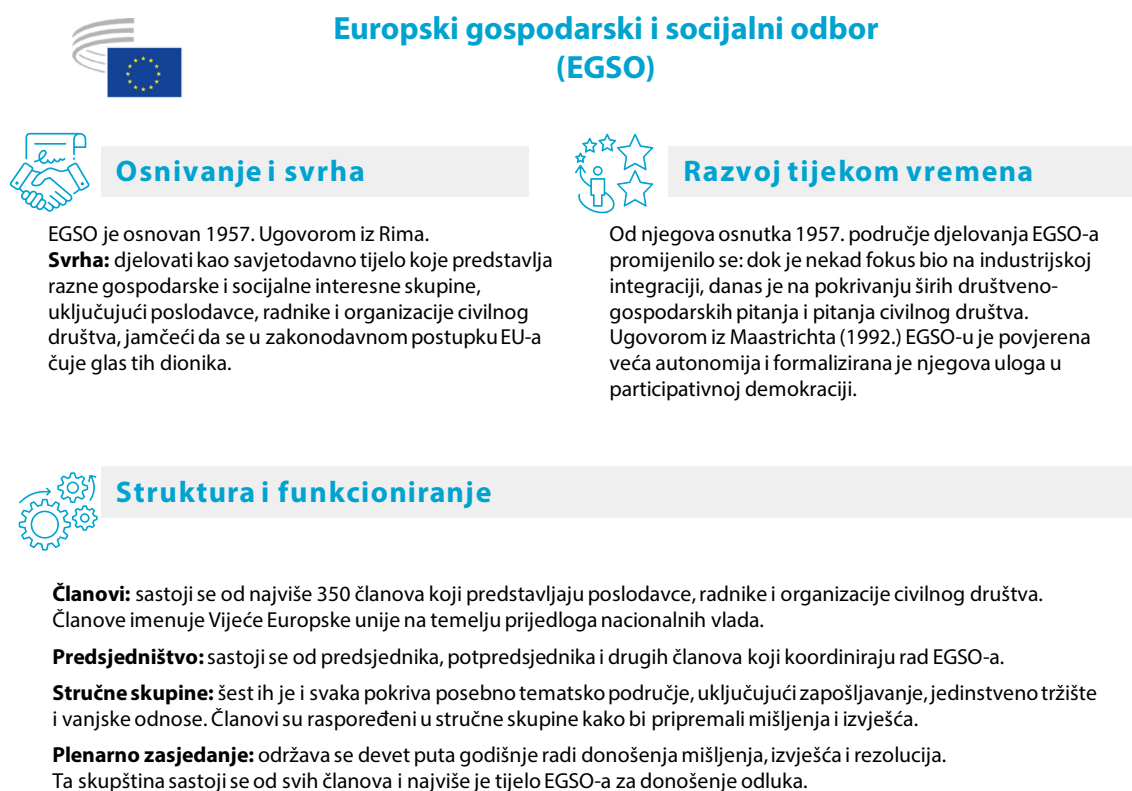 Europski gospodarski i socijalni odbor
(EGSO)
Osnivanje i svrha
EGSO je osnovan 1957. Ugovorom iz Rima.
Svrha: djelovati kao savjetodavno tijelo koje predstavlja
razne gospodarske i socijalne interesne skupine,
uključujući poslodavce, radnike i organizacije civilnog
društva, jamčeći da se u zakonodavnom postupku EU-a
čuje glas tih dionika.
Razvoj tijekom vremena
Od njegova osnutka 1957. područje djelovanja EGSO-a
promijenilo se: dok je nekad fokus bio na industrijskoj
integraciji, danas je na pokrivanju širih društveno-
gospodarskih pitanja i pitanja civilnog društva.
Ugovorom iz Maastrichta (1992.) EGSO-u je povjerena
veća autonomija i formalizirana je njegova uloga u
participativnoj demokraciji.
Struktura i funkcioniranje
Članovi: sastoji se od najviše 350 članova koji predstavljaju poslodavce, radnike i organizacije civilnog društva.
Članove imenuje Vijeće Europske unije na temelju prijedloga nacionalnih vlada.
Predsjedništvo: sastoji se od predsjednika, potpredsjednika i drugih članova koji koordiniraju rad EGSO-a.
Stručne skupine: šest ih je i svaka pokriva posebno tematsko područje, uključujući zapošljavanje, jedinstveno tržište
i vanjske odnose. Članovi su raspoređeni u stručne skupine kako bi pripremali mišljenja i izvješća.
Plenarno zasjedanje: održava se devet puta godišnje radi donošenja mišljenja, izvješća i rezolucija.
Ta skupština sastoji se od svih članova i najviše je tijelo EGSO-a za donošenje odluka.